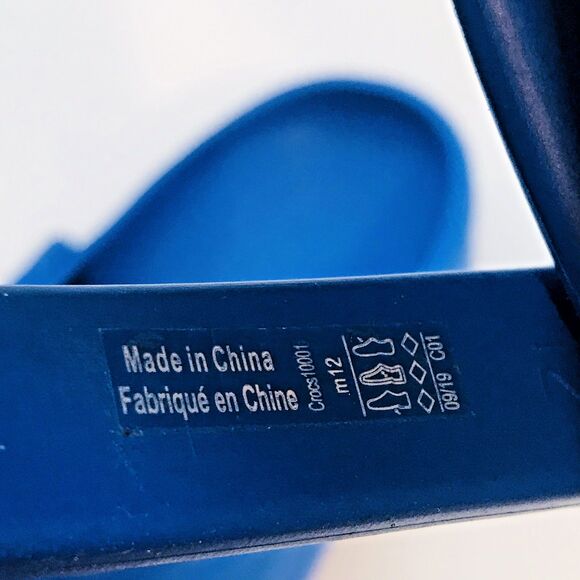 Made in China
Fabriqué en Chine
Crocs10001
m12
09/19 C01